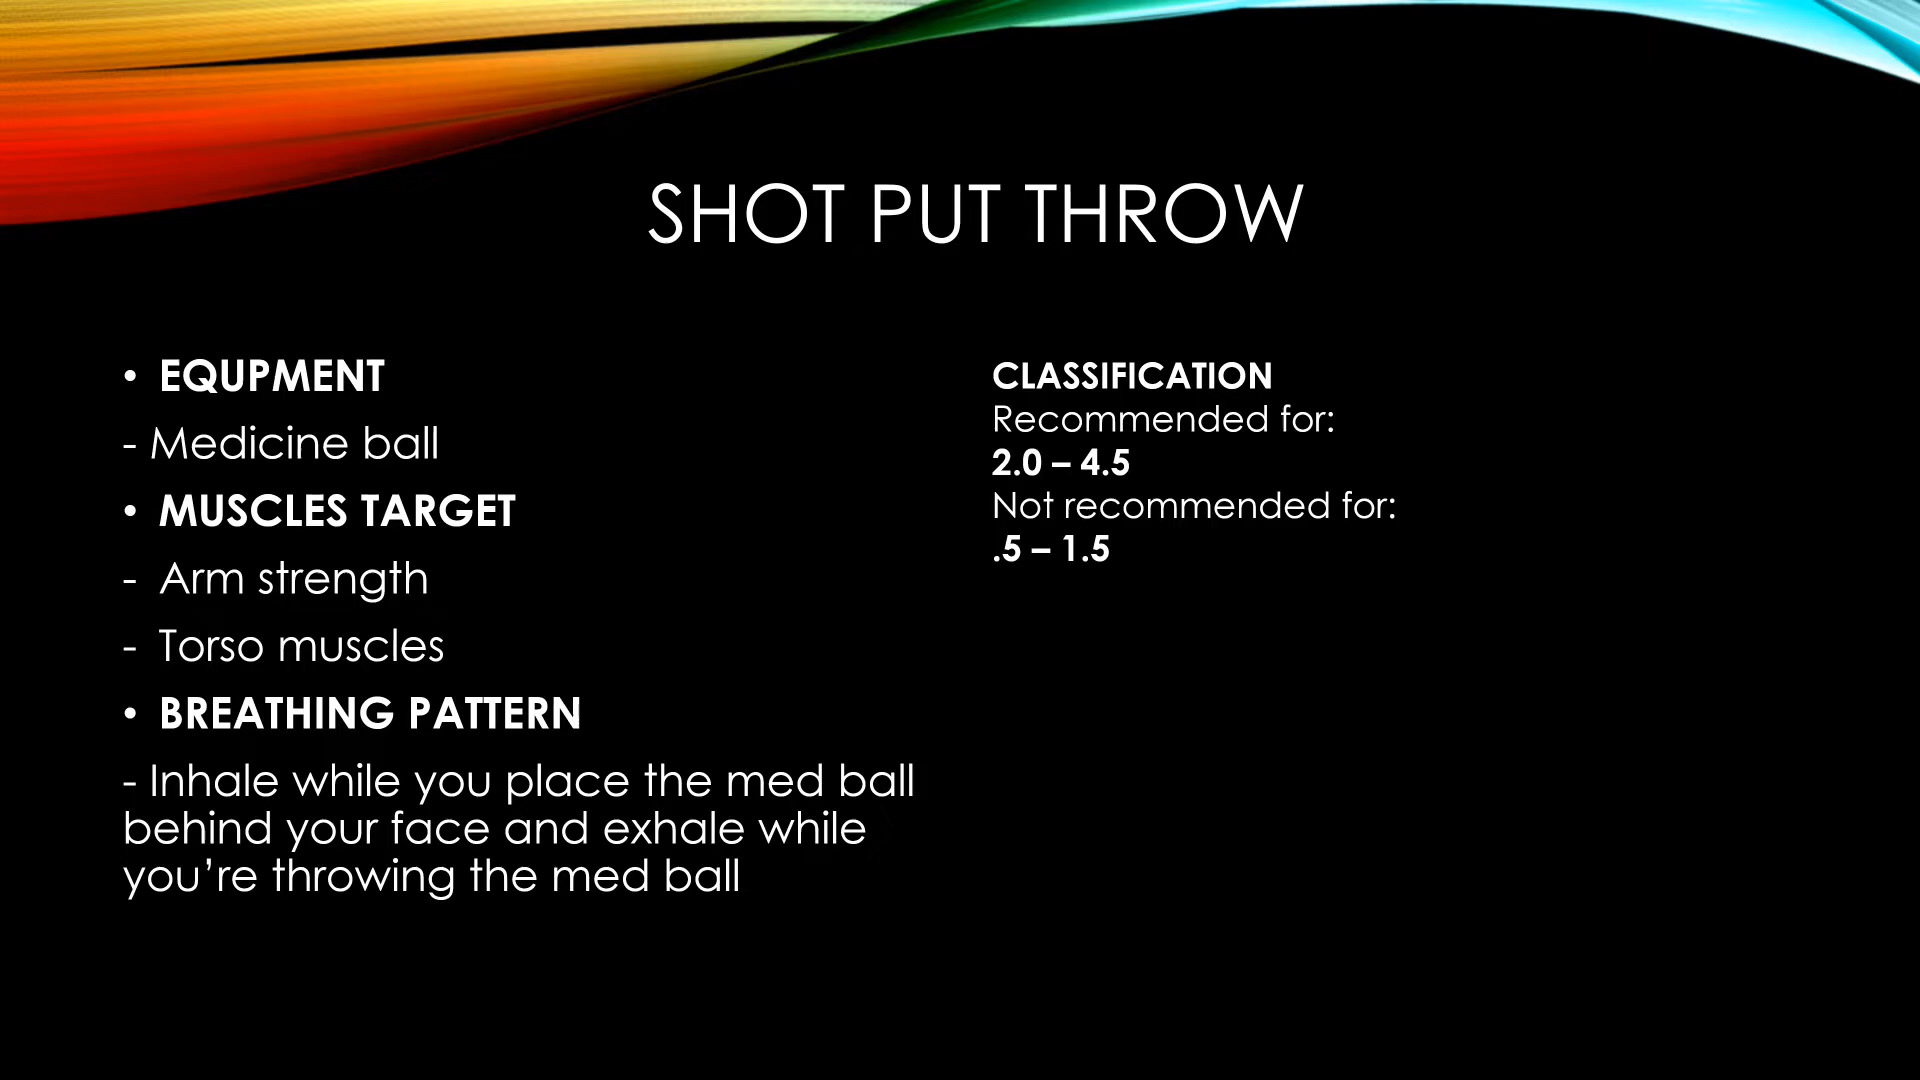 SHOT PUT THROW
• EQUPMENT
- Medicine ball
• MUSCLES TARGET
- Arm strength
- Torso muscles
• BREATHING PATTERN
- Inhale while you place the med ball
behind your face and exhale while
you’re throwing the med ball
CLASSIFICATION
Recommended for:
2.0 – 4.5
Not recommended for:
.5 – 1.5